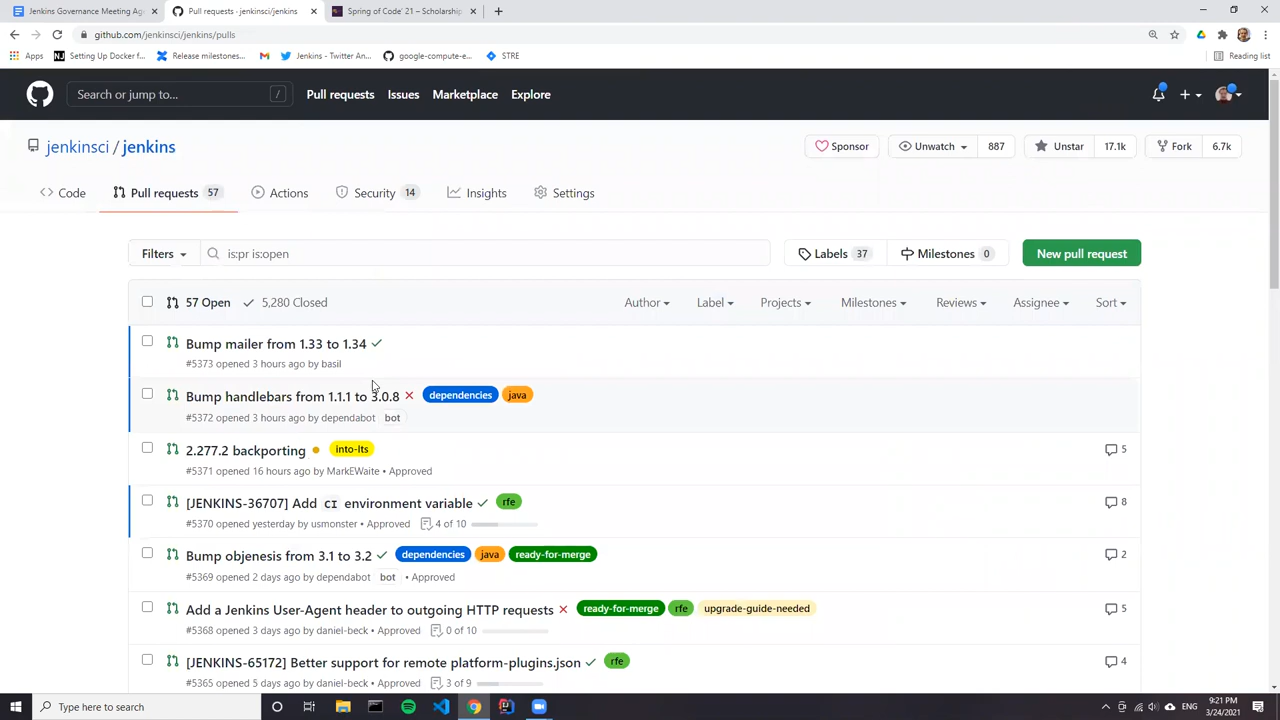 Jenkins Governance Meeting Ag
Pull requests · jenkinsci/jenkins
Spring of Code' 21 – Scholarship
github.com/jenkinsci/jenkins/pulls
Apps
Setting Up Docker f...
Release milestones...
Jenkins - Twitter An...
google-compute-e...
STRE
Reading list
Search or jump to...
/
Pull requests
Issues
Marketplace
Explore
jenkinsci / jenkins
Sponsor
Unwatch
887
Unstar
17.1k
Fork
6.7k
Code
Pull requests 57
Actions
Security 14
Insights
Settings
Filters
is:pr is:open
Labels 37
Milestones 0
New pull request
57 Open
5,280 Closed
Author
Label
Projects
Milestones
Reviews
Assignee
Sort
Bump mailer from 1.33 to 1.34
#5373 opened 3 hours ago by basil
Bump handlebars from 1.1.1 to 3.0.8 dependencies java
#5372 opened 3 hours ago by dependabot bot
2.277.2 backporting into-lts 5
#5371 opened 16 hours ago by MarkEWaite • Approved
[JENKINS-36707] Add CI environment variable rfe 8
#5370 opened yesterday by usmonster • Approved 4 of 10
Bump objenesis from 3.1 to 3.2 dependencies java ready-for-merge 2
#5369 opened 2 days ago by dependabot bot • Approved
Add a Jenkins User-Agent header to outgoing HTTP requests ready-for-merge rfe upgrade-guide-needed 5
#5368 opened 3 days ago by daniel-beck • Approved 0 of 10
[JENKINS-65172] Better support for remote platform-plugins.json rfe 4
#5365 opened 5 days ago by daniel-beck • Approved 3 of 9
Type here to search
ENG
9:21 PM
3/24/2021